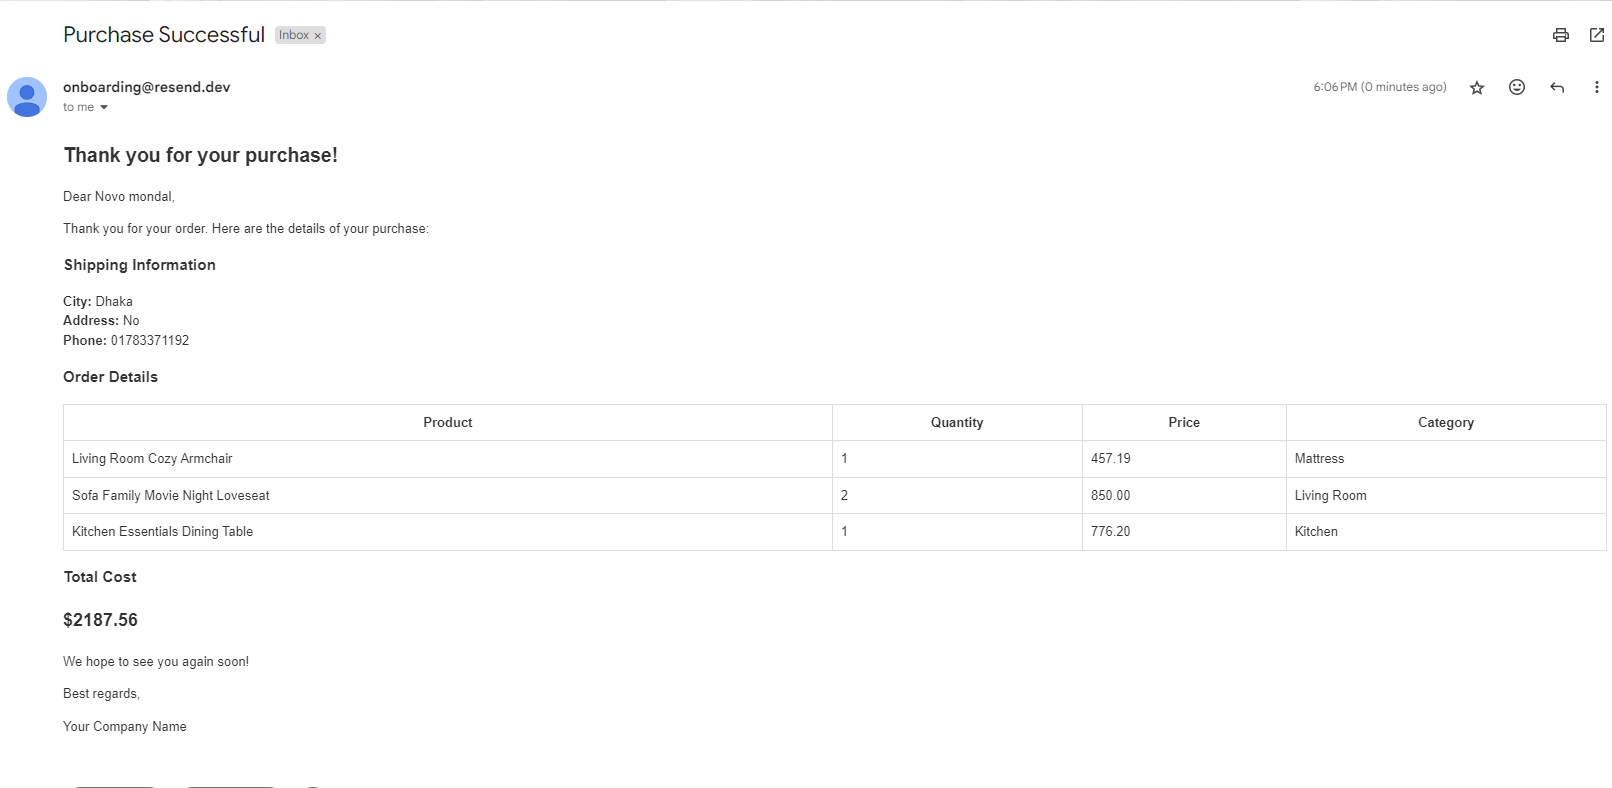 Purchase Successful Inbox ×
onboarding@resend.dev 6:06 PM (0 minutes ago)
to me
Thank you for your purchase!
Dear Novo mondal,
Thank you for your order. Here are the details of your purchase:
Shipping Information
City: Dhaka
Address: No
Phone: 01783371192
Order Details
Product Quantity Price Category
Living Room Cozy Armchair 1 457.19 Mattress
Sofa Family Movie Night Loveseat 2 850.00 Living Room
Kitchen Essentials Dining Table 1 776.20 Kitchen
Total Cost
$2187.56
We hope to see you again soon!
Best regards,
Your Company Name